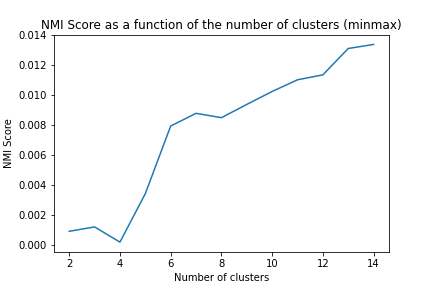 NMI Score as a function of the number of clusters (minmax)
0.014
0.012
0.010
0.008
0.006
0.004
0.002
0.000
NMI Score
2 4 6 8 10 12 14
Number of clusters